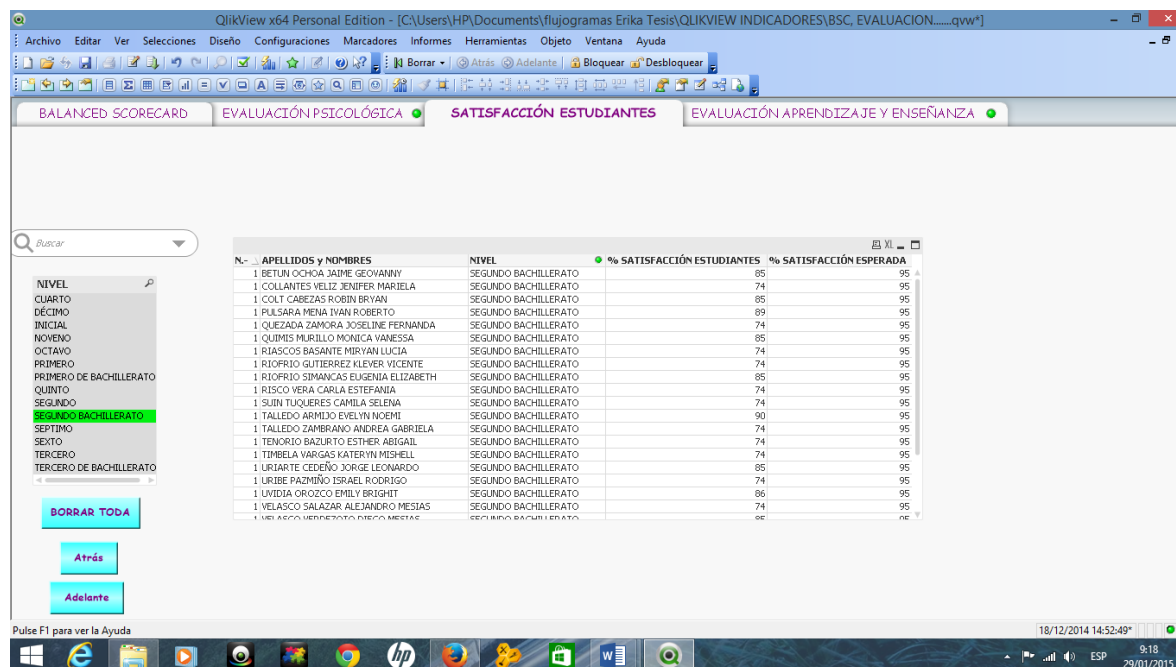 QlikView x64 Personal Edition - [C:\Users\HP\Documents\flujogramas Erika Tesis\QLIKVIEW INDICADORES\BSC, EVALUACION.......qvw*]
Archivo Editar Ver Selecciones Diseño Configuraciones Marcadores Informes Herramientas Objeto Ventana Ayuda
Borrar Atrás Adelante Bloquear Desbloquear
BALANCED SCORECARD EVALUACIÓN PSICOLÓGICA SATISFACCIÓN ESTUDIANTES EVALUACIÓN APRENDIZAJE Y ENSEÑANZA
Buscar
NIVEL
CUARTO
DÉCIMO
INICIAL
NOVENO
OCTAVO
PRIMERO
PRIMERO DE BACHILLERATO
QUINTO
SEGUNDO
SEGUNDO BACHILLERATO
SEPTIMO
SEXTO
TERCERO
TERCERO DE BACHILLERATO
BORRAR TODA
Atrás
Adelante
XL
N.- APELLIDOS y NOMBRES NIVEL % SATISFACCIÓN ESTUDIANTES % SATISFACCIÓN ESPERADA
1 BETUN OCHOA JAIME GEOVANNY SEGUNDO BACHILLERATO 85 95
1 COLLANTES VELIZ JENIFER MARIELA SEGUNDO BACHILLERATO 74 95
1 COLT CABEZAS ROBIN BRYAN SEGUNDO BACHILLERATO 85 95
1 PULSARA MENA IVAN ROBERTO SEGUNDO BACHILLERATO 89 95
1 QUEZADA ZAMORA JOSELINE FERNANDA SEGUNDO BACHILLERATO 74 95
1 QUIMIS MURILLO MONICA VANESSA SEGUNDO BACHILLERATO 85 95
1 RIASCOS BASANTE MIRYAN LUCIA SEGUNDO BACHILLERATO 74 95
1 RIOFRIO GUTIERREZ KLEVER VICENTE SEGUNDO BACHILLERATO 74 95
1 RIOFRIO SIMANCAS EUGENIA ELIZABETH SEGUNDO BACHILLERATO 85 95
1 RISCO VERA CARLA ESTEFANIA SEGUNDO BACHILLERATO 74 95
1 SUIN TUQUERES CAMILA SELENA SEGUNDO BACHILLERATO 74 95
1 TALLEDO ARMIJO EVELYN NOEMI SEGUNDO BACHILLERATO 90 95
1 TALLEDO ZAMBRANO ANDREA GABRIELA SEGUNDO BACHILLERATO 74 95
1 TENORIO BAZURTO ESTHER ABIGAIL SEGUNDO BACHILLERATO 74 95
1 TIMBELA VARGAS KATERYN MISHELL SEGUNDO BACHILLERATO 74 95
1 URIARTE CEDEÑO JORGE LEONARDO SEGUNDO BACHILLERATO 85 95
1 URIBE PAZMIÑO ISRAEL RODRIGO SEGUNDO BACHILLERATO 74 95
1 UVIDIA OROZCO EMILY BRIGHIT SEGUNDO BACHILLERATO 86 95
1 VELASCO SALAZAR ALEJANDRO MESIAS SEGUNDO BACHILLERATO 74 95
1 VELASCO VERDEZOTO DIEGO MESIAS SEGUNDO BACHILLERATO 85 95
Pulse F1 para ver la Ayuda
18/12/2014 14:52:49*
hp
ESP
9:18
29/01/2015